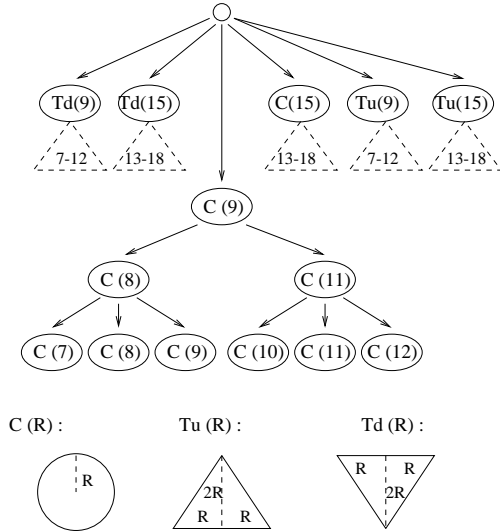 Td(9) Td(15) C(15) Tu(9) Tu(15)
7-12 13-18 13-18 7-12 13-18
C (9)
C (8) C (11)
C (7) C (8) C (9) C (10) C (11) C (12)
C (R) : Tu (R) : Td (R) :
R 2R R R R R 2R